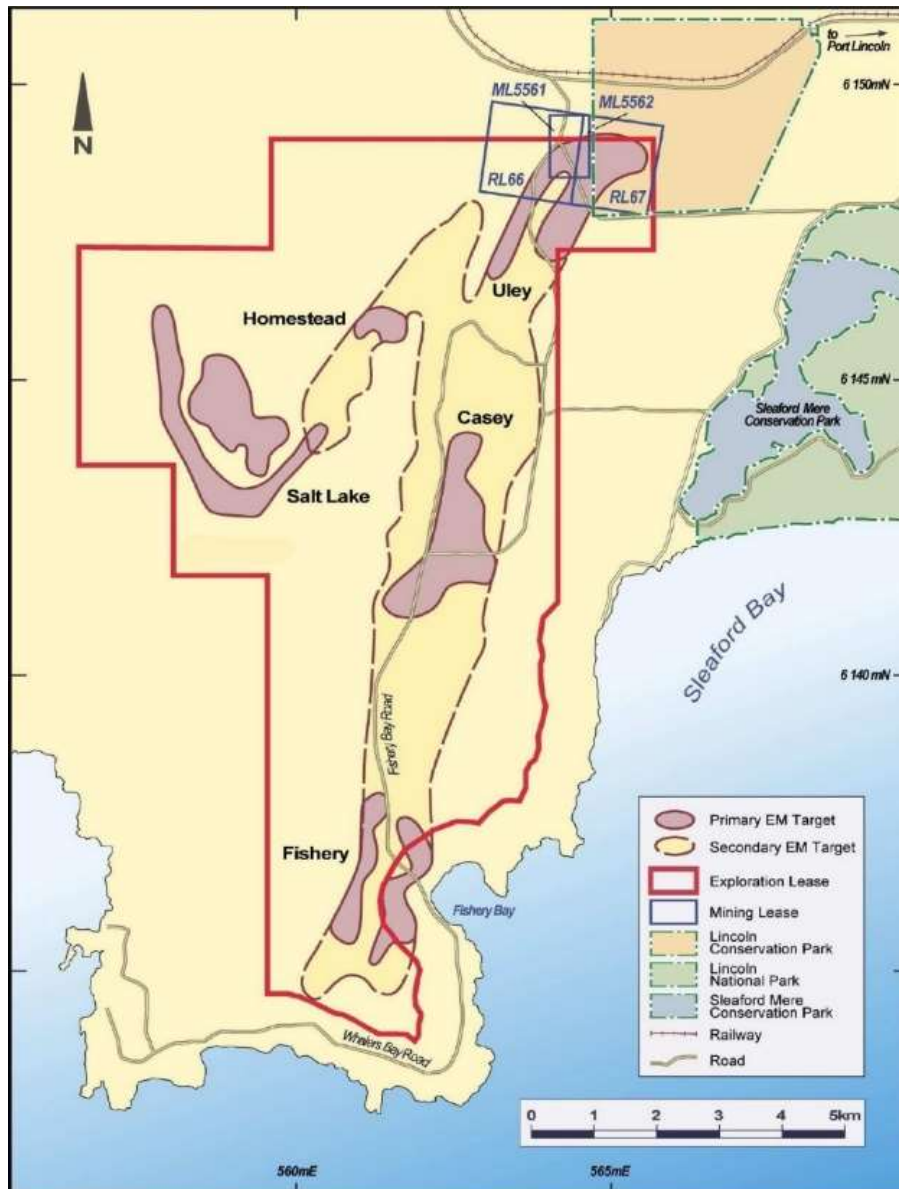 to
Port Lincoln
6 150mN
ML5561
ML5562
RL66
RL67
N
Uley
Homestead
6 145mN
Casey
Sleaford Mere
Conservation Park
Salt Lake
Sleaford Bay
6 140mN
Fishery Bay Road
Fishery
Fishery Bay
Whalers Bay Road
Primary EM Target
Secondary EM Target
Exploration Lease
Mining Lease
Lincoln
Conservation Park
Lincoln
National Park
Sleaford Mere
Conservation Park
Railway
Road
0 1 2 3 4 5km
560mE
565mE